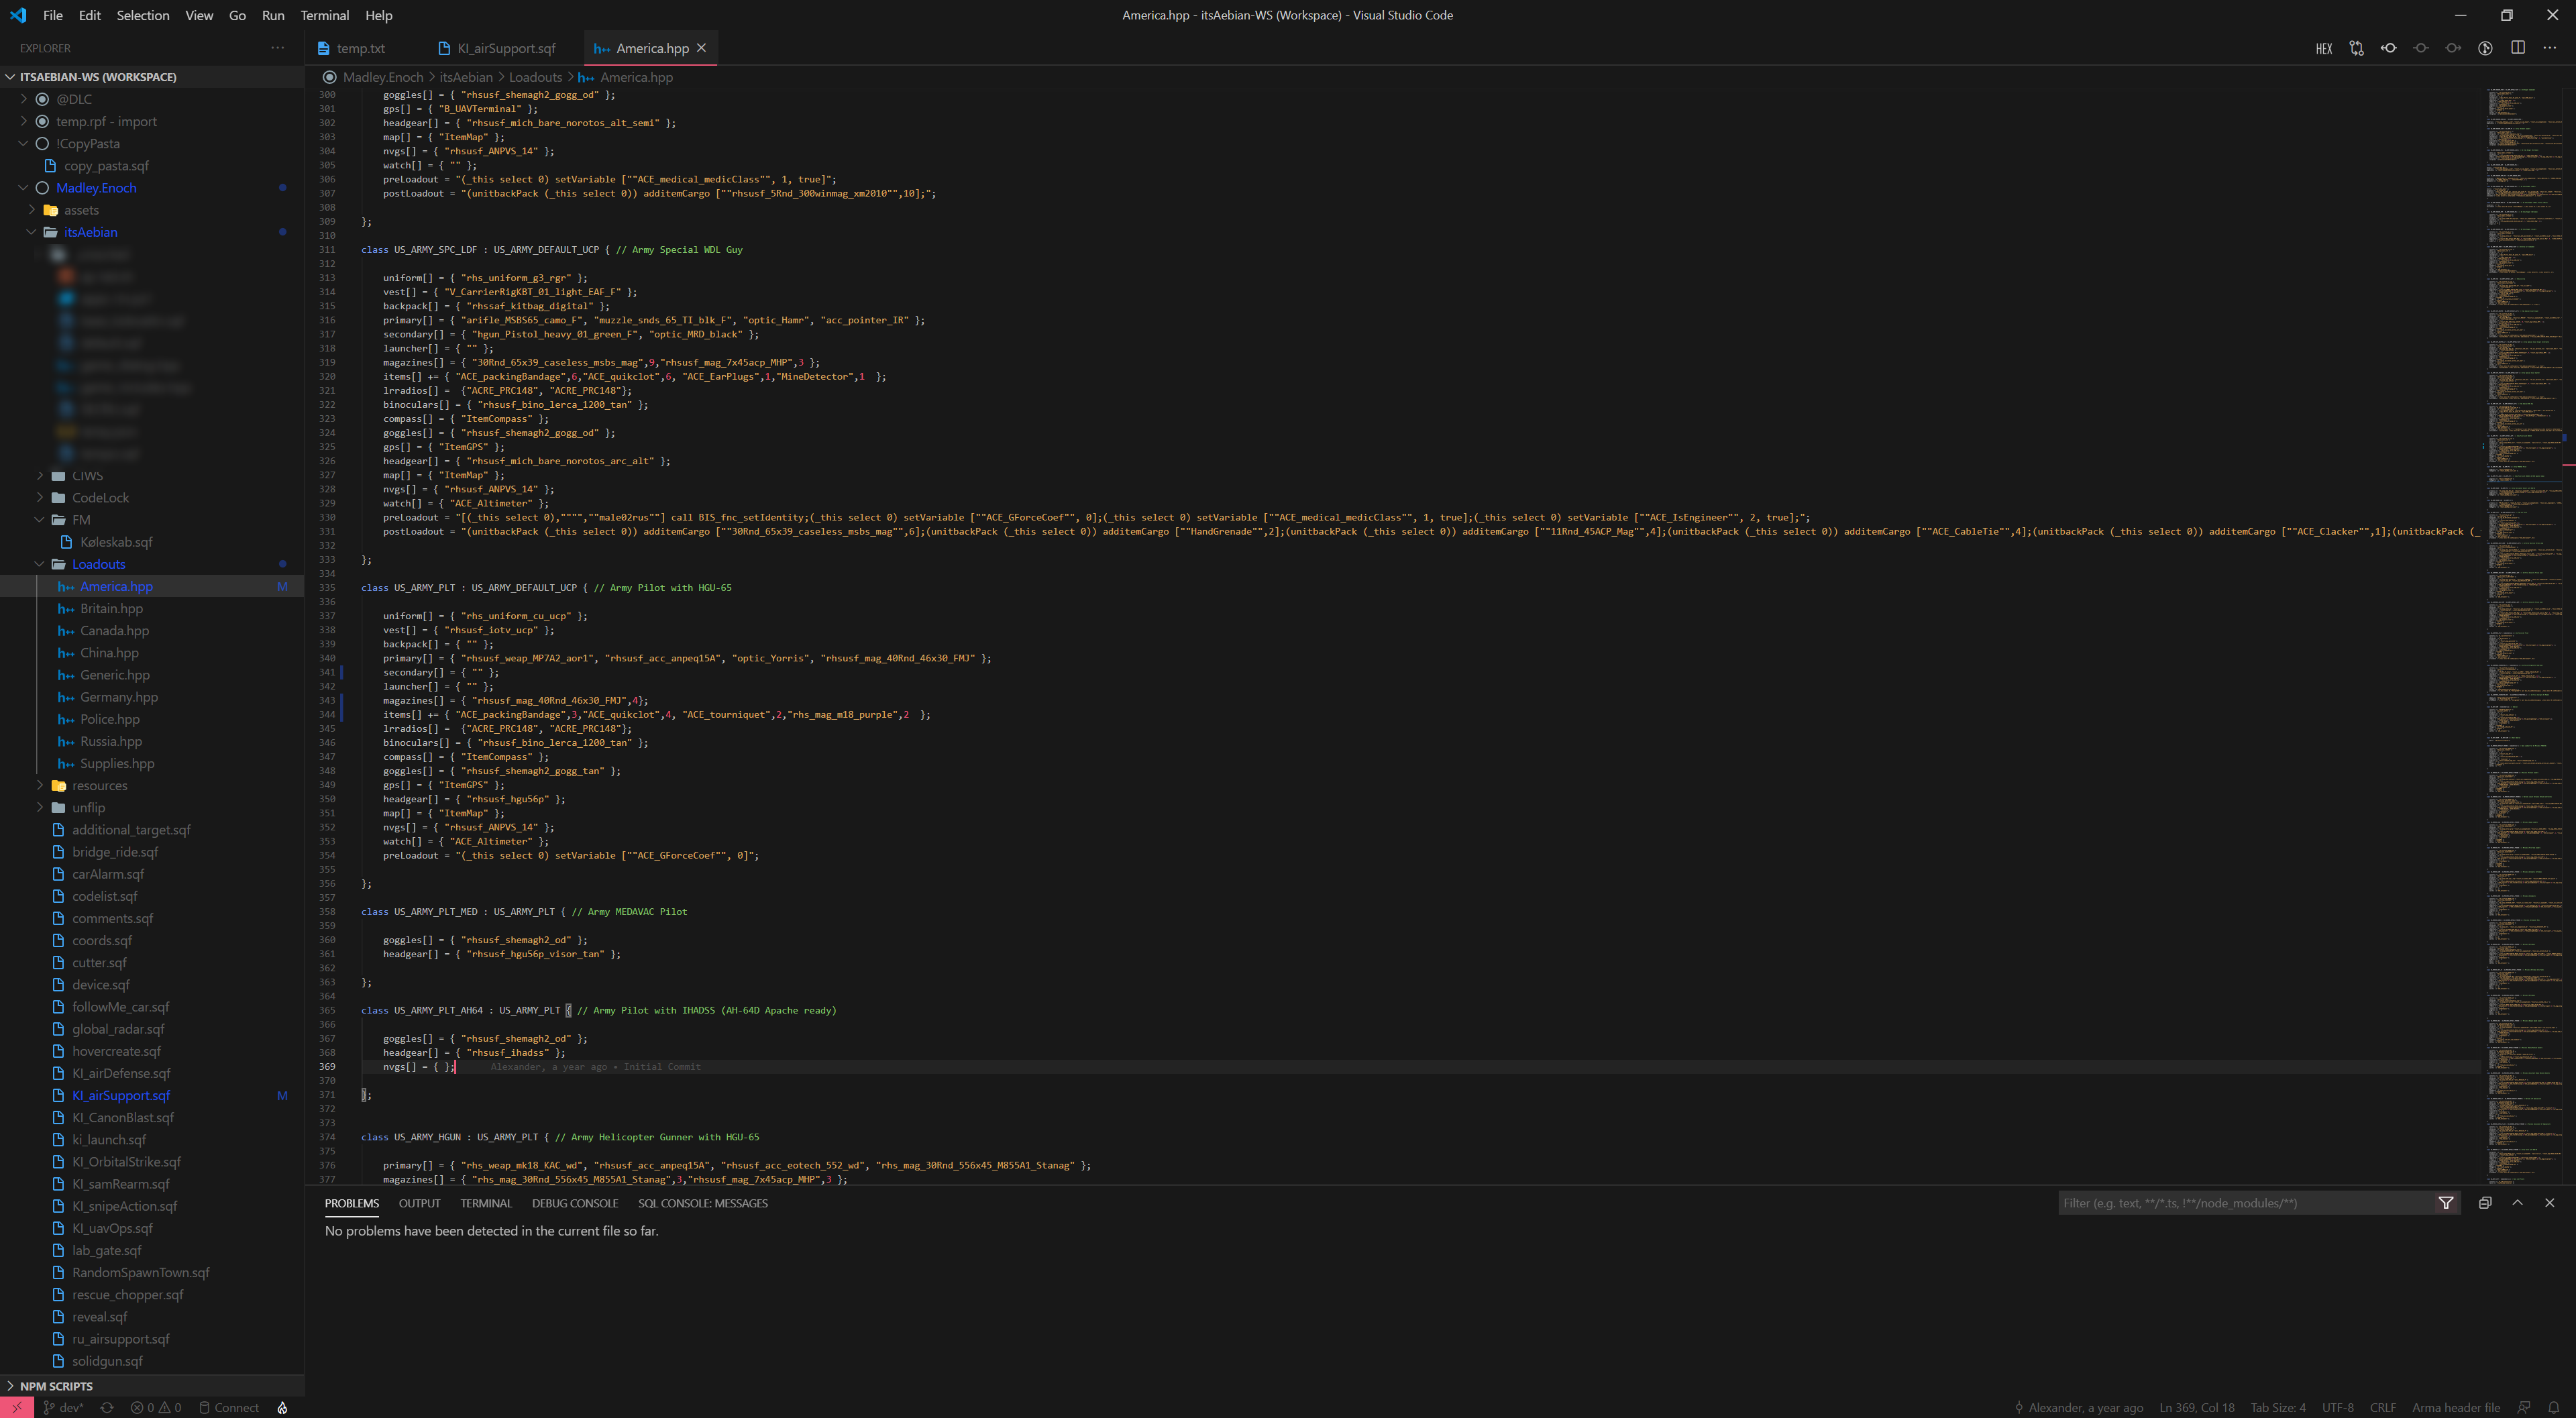 File Edit Selection View Go Run Terminal Help
America.hpp - itsAebian-WS (Workspace) - Visual Studio Code
EXPLORER
ITSAEBIAN-WS (WORKSPACE)
@DLC
temp.rpf - import
!CopyPasta
copy_pasta.sqf
Madley.Enoch
assets
itsAebian
CIWS
CodeLock
FM
Køleskab.sqf
Loadouts
America.hpp M
Britain.hpp
Canada.hpp
China.hpp
Generic.hpp
Germany.hpp
Police.hpp
Russia.hpp
Supplies.hpp
resources
unflip
additional_target.sqf
bridge_ride.sqf
carAlarm.sqf
codelist.sqf
comments.sqf
coords.sqf
cutter.sqf
device.sqf
followMe_car.sqf
global_radar.sqf
hovercreate.sqf
KI_airDefense.sqf
KI_airSupport.sqf M
KI_CanonBlast.sqf
ki_launch.sqf
KI_OrbitalStrike.sqf
KI_samRearm.sqf
KI_snipeAction.sqf
KI_uavOps.sqf
lab_gate.sqf
RandomSpawnTown.sqf
rescue_chopper.sqf
reveal.sqf
ru_airsupport.sqf
solidgun.sqf
NPM SCRIPTS
temp.txt KI_airSupport.sqf h++ America.hpp
HEX
Madley.Enoch > itsAebian > Loadouts > h++ America.hpp
300 goggles[] = { "rhsusf_shemagh2_gogg_od" };
301 gps[] = { "B_UAVTerminal" };
302 headgear[] = { "rhsusf_mich_bare_norotos_alt_semi" };
303 map[] = { "ItemMap" };
304 nvgs[] = { "rhsusf_ANPVS_14" };
305 watch[] = { "" };
306 preLoadout = "(_this select 0) setVariable [""ACE_medical_medicClass"", 1, true]";
307 postLoadout = "(unitbackPack (_this select 0)) additemCargo [""rhsusf_5Rnd_300winmag_xm2010"",10];";
308
309 };
310
311 class US_ARMY_SPC_LDF : US_ARMY_DEFAULT_UCP { // Army Special WDL Guy
312
313 uniform[] = { "rhs_uniform_g3_rgr" };
314 vest[] = { "V_CarrierRigKBT_01_light_EAF_F" };
315 backpack[] = { "rhssaf_kitbag_digital" };
316 primary[] = { "arifle_MSBS65_camo_F", "muzzle_snds_65_TI_blk_F", "optic_Hamr", "acc_pointer_IR" };
317 secondary[] = { "hgun_Pistol_heavy_01_green_F", "optic_MRD_black" };
318 launcher[] = { "" };
319 magazines[] = { "30Rnd_65x39_caseless_msbs_mag",9,"rhsusf_mag_7x45acp_MHP",3 };
320 items[] += { "ACE_packingBandage",6,"ACE_quikclot",6, "ACE_EarPlugs",1,"MineDetector",1 };
321 lrradios[] = {"ACRE_PRC148", "ACRE_PRC148"};
322 binoculars[] = { "rhsusf_bino_lerca_1200_tan" };
323 compass[] = { "ItemCompass" };
324 goggles[] = { "rhsusf_shemagh2_gogg_od" };
325 gps[] = { "ItemGPS" };
326 headgear[] = { "rhsusf_mich_bare_norotos_arc_alt" };
327 map[] = { "ItemMap" };
328 nvgs[] = { "rhsusf_ANPVS_14" };
329 watch[] = { "ACE_Altimeter" };
330 preLoadout = "[(_this select 0),"""",""male02rus""] call BIS_fnc_setIdentity;(_this select 0) setVariable [""ACE_GForceCoef"", 0];(_this select 0) setVariable [""ACE_medical_medicClass"", 1, true];(_this select 0) setVariable [""ACE_IsEngineer"", 2, true];";
331 postLoadout = "(unitbackPack (_this select 0)) additemCargo [""30Rnd_65x39_caseless_msbs_mag"",6];(unitbackPack (_this select 0)) additemCargo [""HandGrenade"",2];(unitbackPack (_this select 0)) additemCargo [""11Rnd_45ACP_Mag"",4];(unitbackPack (_this select 0)) additemCargo [""ACE_CableTie"",4];(unitbackPack (_this select 0)) additemCargo [""ACE_Clacker"",1];(unitbackPack (_
332
333 };
334
335 class US_ARMY_PLT : US_ARMY_DEFAULT_UCP { // Army Pilot with HGU-65
336
337 uniform[] = { "rhs_uniform_cu_ucp" };
338 vest[] = { "rhsusf_iotv_ucp" };
339 backpack[] = { "" };
340 primary[] = { "rhsusf_weap_MP7A2_aor1", "rhsusf_acc_anpeq15A", "optic_Yorris", "rhsusf_mag_40Rnd_46x30_FMJ" };
341 secondary[] = { "" };
342 launcher[] = { "" };
343 magazines[] = { "rhsusf_mag_40Rnd_46x30_FMJ",4};
344 items[] += { "ACE_packingBandage",3,"ACE_quikclot",4, "ACE_tourniquet",2,"rhs_mag_m18_purple",2 };
345 lrradios[] = {"ACRE_PRC148", "ACRE_PRC148"};
346 binoculars[] = { "rhsusf_bino_lerca_1200_tan" };
347 compass[] = { "ItemCompass" };
348 goggles[] = { "rhsusf_shemagh2_gogg_tan" };
349 gps[] = { "ItemGPS" };
350 headgear[] = { "rhsusf_hgu56p" };
351 map[] = { "ItemMap" };
352 nvgs[] = { "rhsusf_ANPVS_14" };
353 watch[] = { "ACE_Altimeter" };
354 preLoadout = "(_this select 0) setVariable [""ACE_GForceCoef"", 0]";
355
356 };
357
358 class US_ARMY_PLT_MED : US_ARMY_PLT { // Army MEDAVAC Pilot
359
360 goggles[] = { "rhsusf_shemagh2_od" };
361 headgear[] = { "rhsusf_hgu56p_visor_tan" };
362
363 };
364
365 class US_ARMY_PLT_AH64 : US_ARMY_PLT { // Army Pilot with IHADSS (AH-64D Apache ready)
366
367 goggles[] = { "rhsusf_shemagh2_od" };
368 headgear[] = { "rhsusf_ihadss" };
369 nvgs[] = { }; Alexander, a year ago • Initial Commit
370
371 };
372
373
374 class US_ARMY_HGUN : US_ARMY_PLT { // Army Helicopter Gunner with HGU-65
375
376 primary[] = { "rhs_weap_mk18_KAC_wd", "rhsusf_acc_anpeq15A", "rhsusf_acc_eotech_552_wd", "rhs_mag_30Rnd_556x45_M855A1_Stanag" };
377 magazines[] = { "rhs_mag_30Rnd_556x45_M855A1_Stanag",3,"rhsusf_mag_7x45acp_MHP",3 };
PROBLEMS OUTPUT TERMINAL DEBUG CONSOLE SQL CONSOLE: MESSAGES
Filter (e.g. text, **/*.ts, !**/node_modules/**)
No problems have been detected in the current file so far.
dev* 0 0 Connect
Alexander, a year ago Ln 369, Col 18 Tab Size: 4 UTF-8 CRLF Arma header file